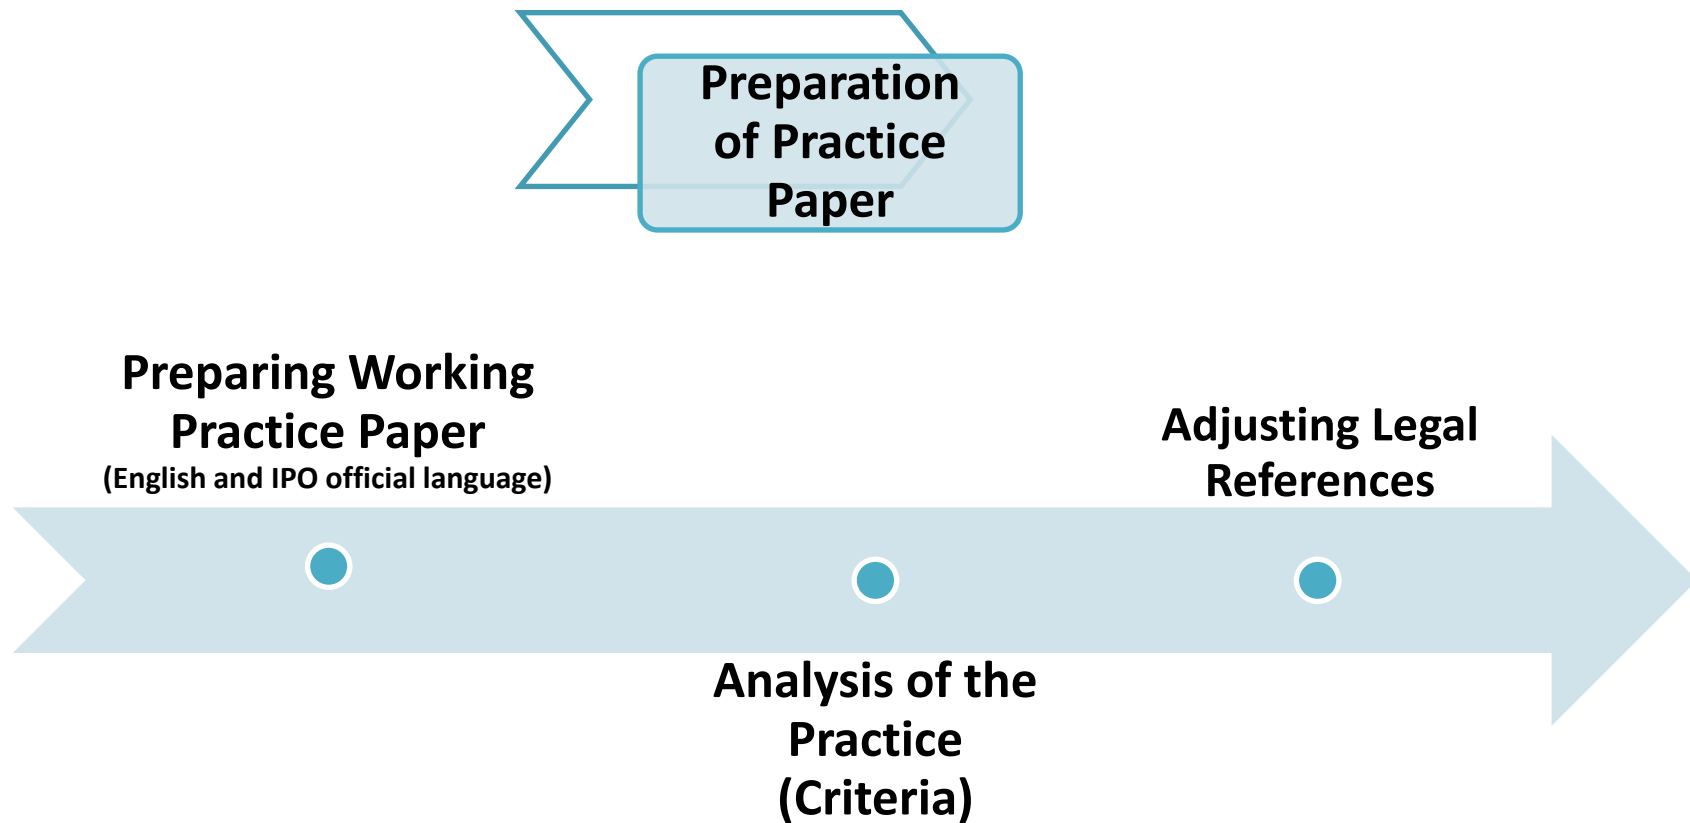 Preparation
of Practice
Paper
Preparing Working
Practice Paper
(English and IPO official language)
Adjusting Legal
References
Analysis of the
Practice
(Criteria)